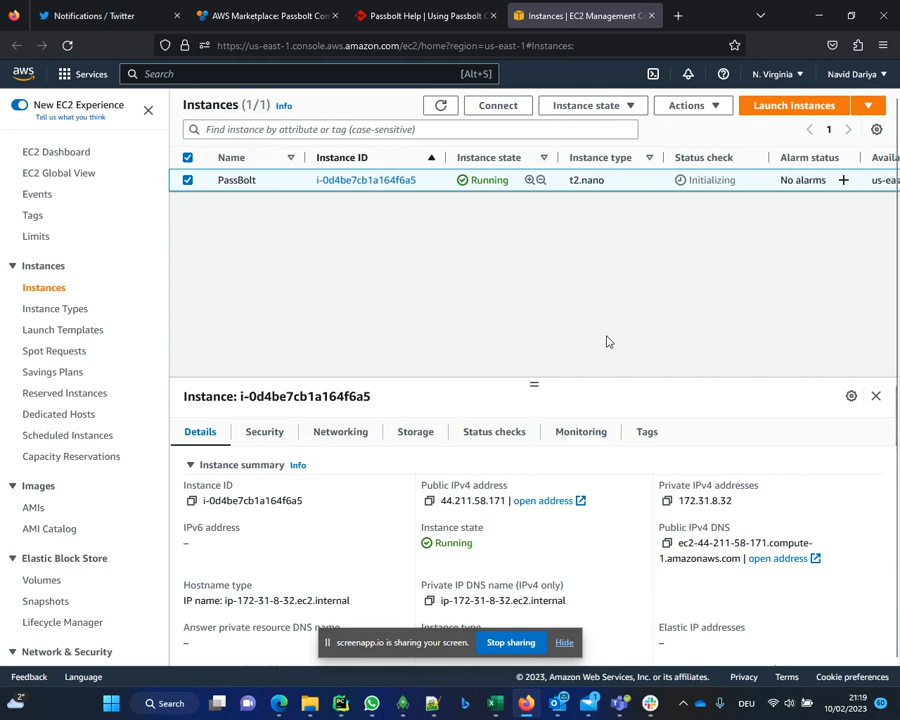 Notifications / Twitter
AWS Marketplace: Passbolt Co
Passbolt Help | Using Passbolt
Instances | EC2 Management C
https://us-east-1.console.aws.amazon.com/ec2/home?region=us-east-1#Instances:
aws
Services
Search
[Alt+S]
N. Virginia
Navid Dariya
New EC2 Experience
Tell us what you think
EC2 Dashboard
EC2 Global View
Events
Tags
Limits
Instances
Instances
Instance Types
Launch Templates
Spot Requests
Savings Plans
Reserved Instances
Dedicated Hosts
Scheduled Instances
Capacity Reservations
Images
AMIs
AMI Catalog
Elastic Block Store
Volumes
Snapshots
Lifecycle Manager
Network & Security
Instances (1/1) Info
Connect
Instance state
Actions
Launch instances
Find instance by attribute or tag (case-sensitive)
1
Name Instance ID Instance state Instance type Status check Alarm status Availa
PassBolt i-0d4be7cb1a164f6a5 Running t2.nano Initializing No alarms us-eas
Instance: i-0d4be7cb1a164f6a5
Details Security Networking Storage Status checks Monitoring Tags
Instance summary Info
Instance ID
i-0d4be7cb1a164f6a5
Public IPv4 address
44.211.58.171 | open address
Private IPv4 addresses
172.31.8.32
IPv6 address
–
Instance state
Running
Public IPv4 DNS
ec2-44-211-58-171.compute-
1.amazonaws.com | open address
Hostname type
IP name: ip-172-31-8-32.ec2.internal
Private IP DNS name (IPv4 only)
ip-172-31-8-32.ec2.internal
Answer private resource DNS name
–
Instance type
Elastic IP addresses
–
screenapp.io is sharing your screen.
Stop sharing
Hide
Feedback
Language
© 2023, Amazon Web Services, Inc. or its affiliates.
Privacy
Terms
Cookie preferences
2°
Search
DEU
21:19
10/02/2023
60